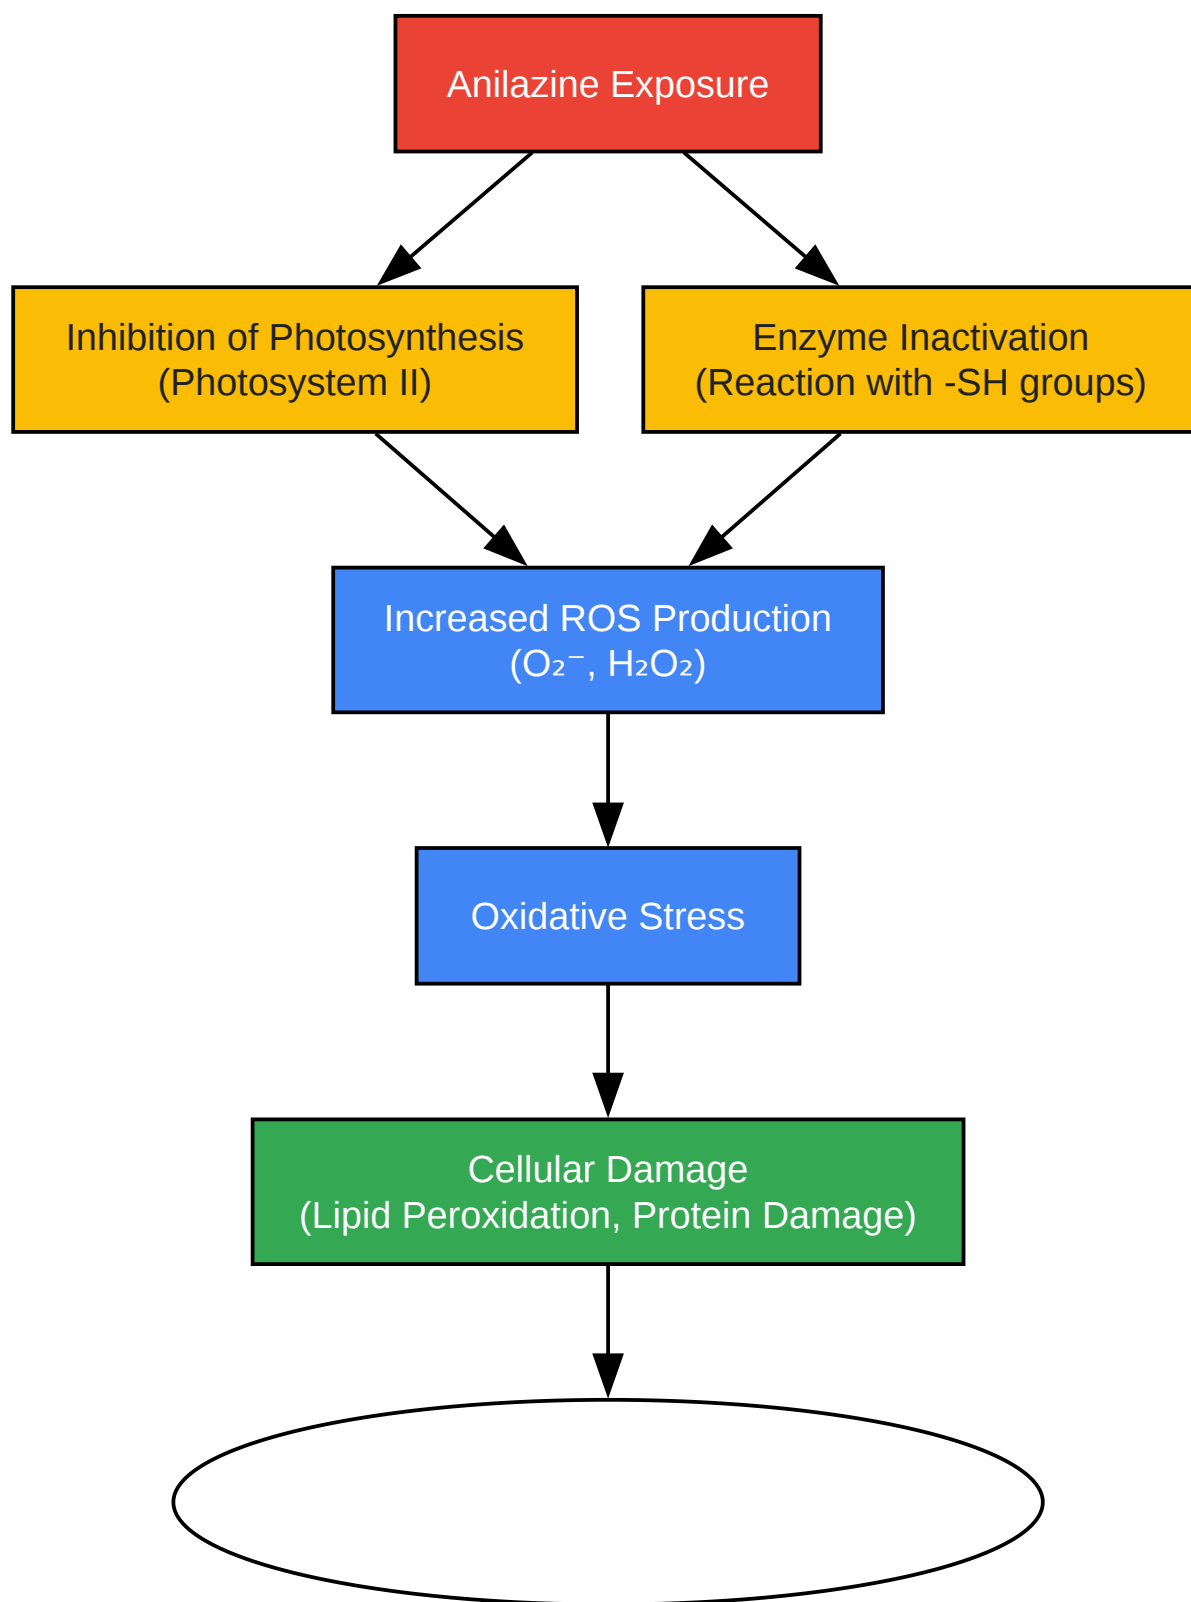 Anilazine Exposure
Inhibition of Photosynthesis
(Photosystem II)
Enzyme Inactivation
(Reaction with -SH groups)
Increased ROS Production
(O₂⁻, H₂O₂)
Oxidative Stress
Cellular Damage
(Lipid Peroxidation, Protein Damage)